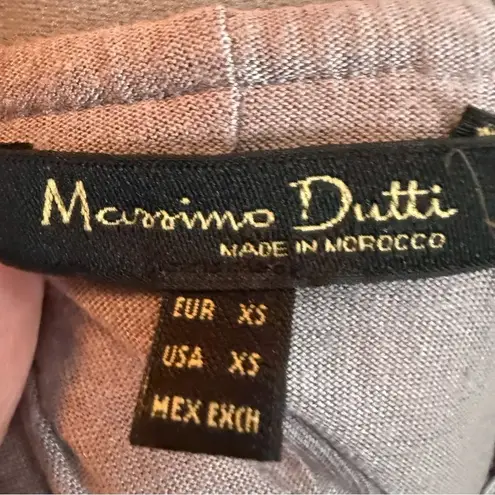 Massimo Dutti
MADE IN MOROCCO
EUR XS
USA XS
MEX EXCH